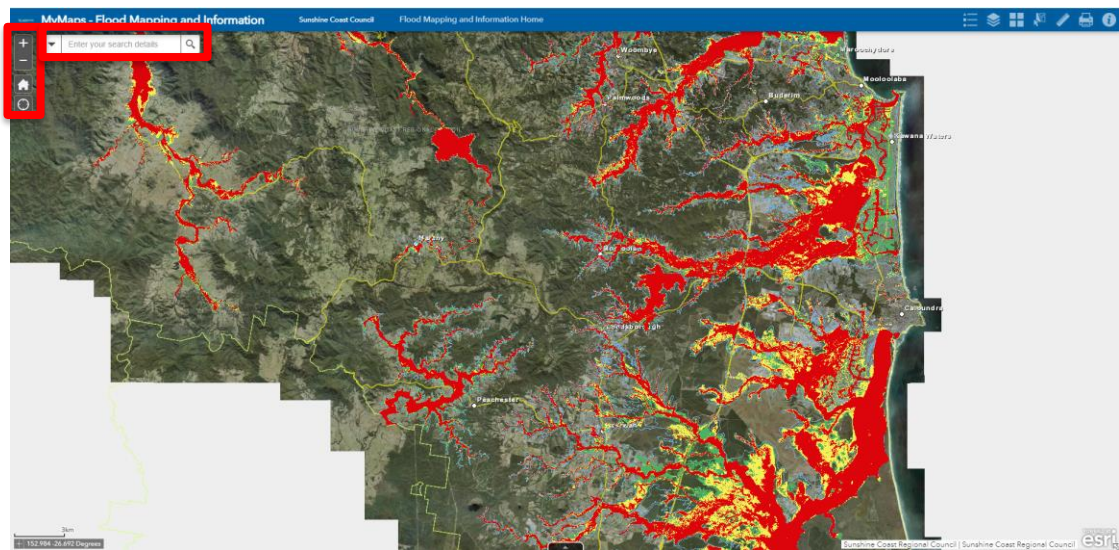 MyMaps - Flood Mapping and Information
Sunshine Coast Council
Flood Mapping and Information Home
Enter your search details
Woombye
Maroochydore
Mooloolaba
Buderim
Palmwoods
Kawana Waters
Maleny
Caloundra
Landsborough
Peachester
3km
152.984 -26.692 Degrees
Sunshine Coast Regional Council | Sunshine Coast Regional Council
esri